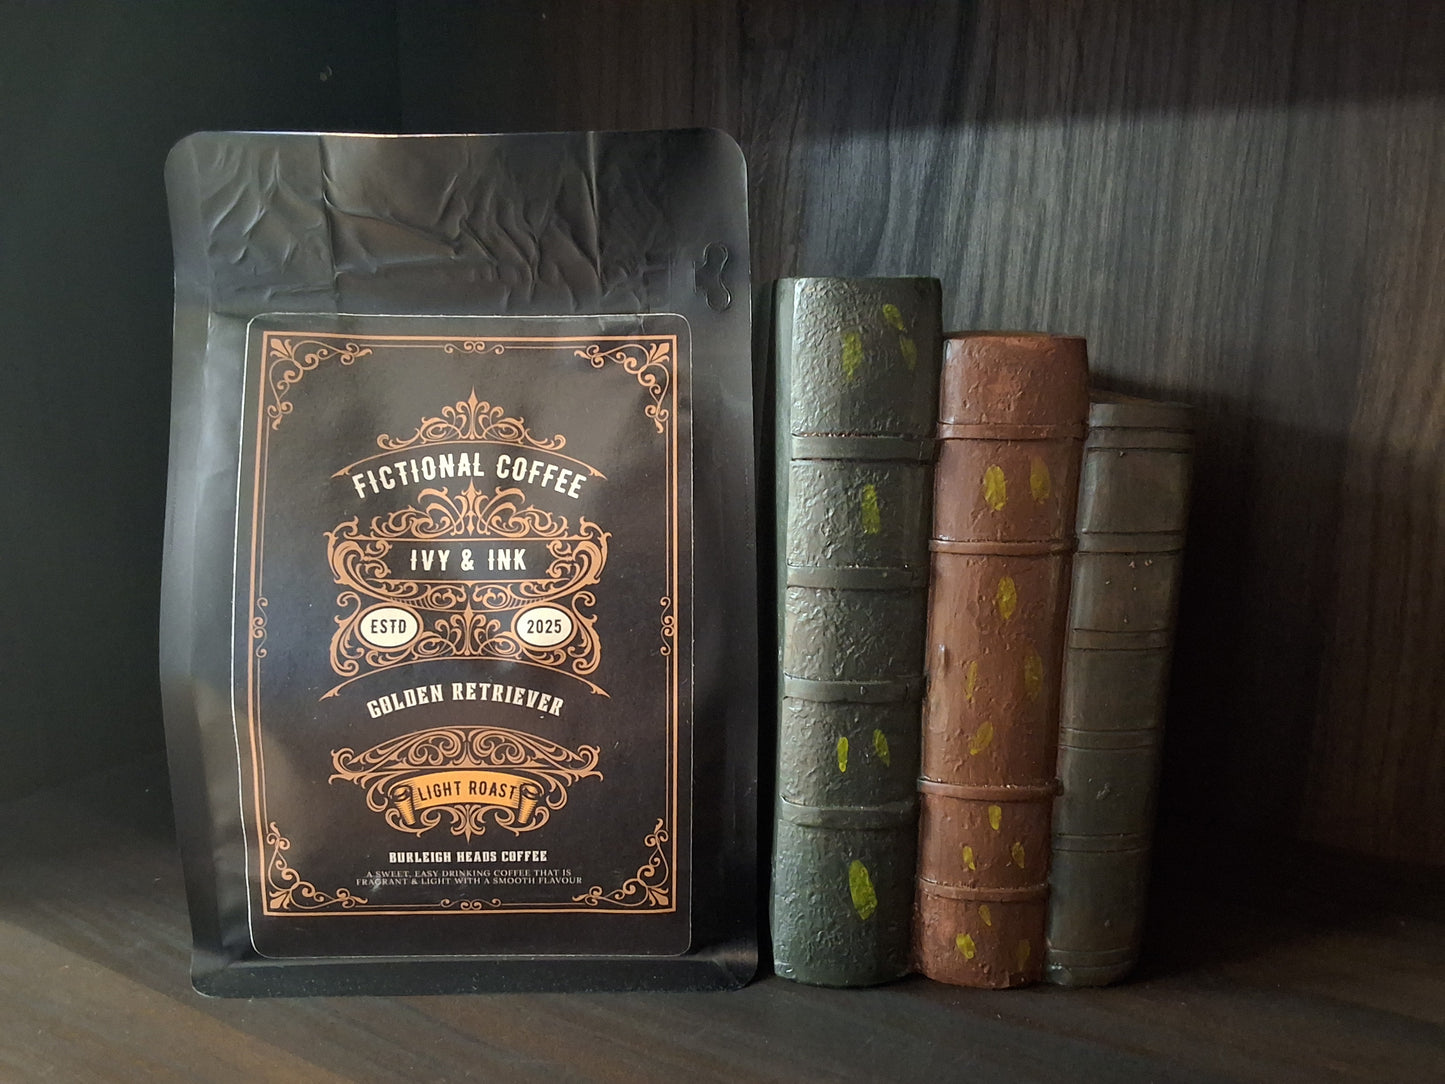 FICTIONAL COFFEE
IVY & INK
ESTD 2025
GOLDEN RETRIEVER
LIGHT ROAST
BURLEIGH HEADS COFFEE
A SWEET, EASY DRINKING COFFEE THAT IS
FRAGRANT & LIGHT WITH A SMOOTH FLAVOUR